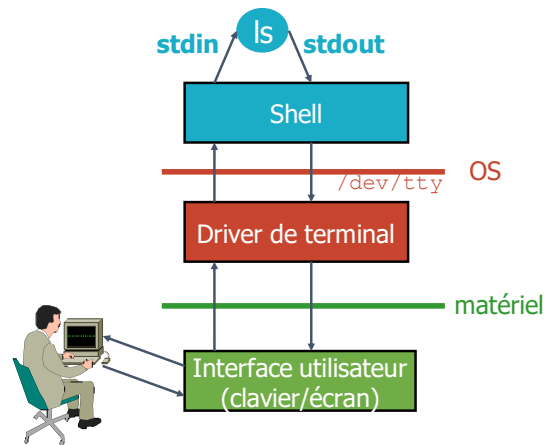 ls
stdin
stdout
Shell
OS
/dev/tty
Driver de terminal
matériel
Interface utilisateur
(clavier/écran)